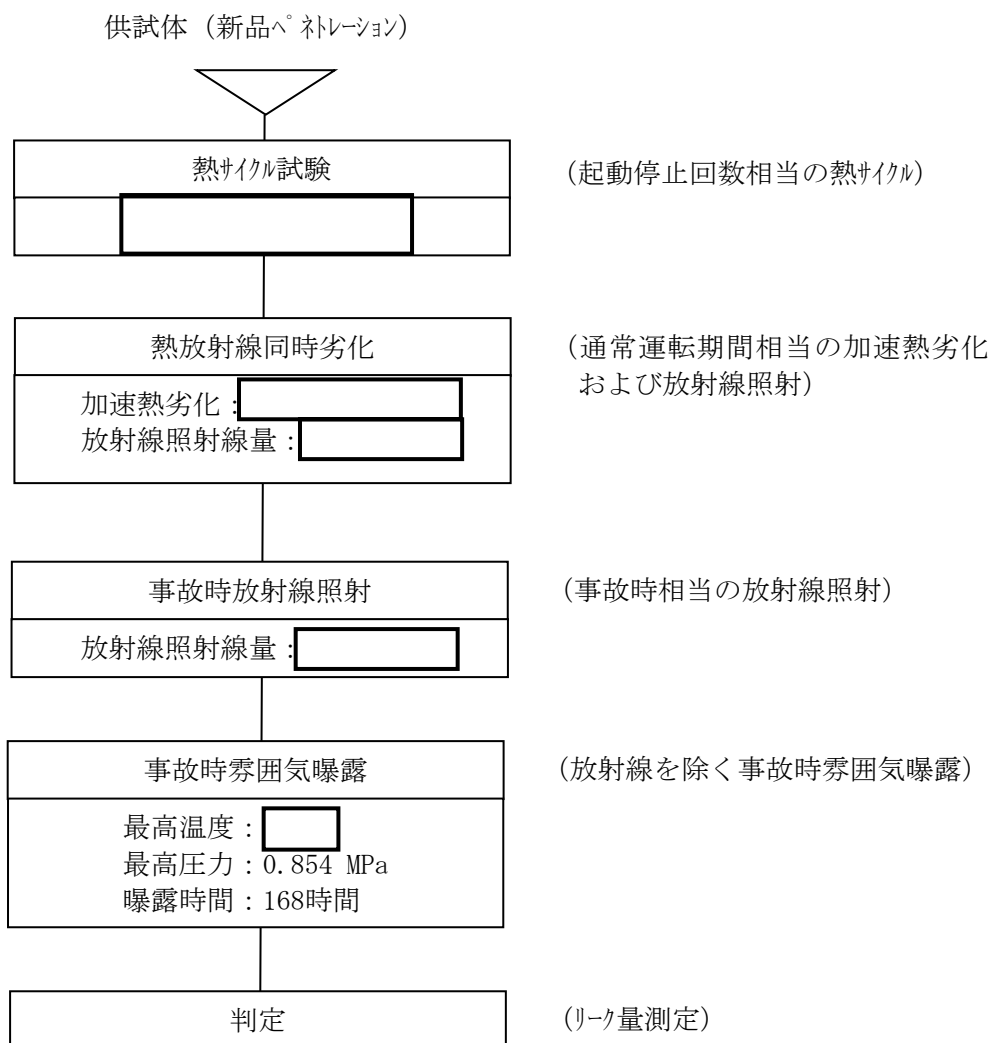 供試体（新品ﾍﾟﾈﾄﾚｰｼｮﾝ）
熱ｻｲｸﾙ試験
（起動停止回数相当の熱ｻｲｸﾙ）
熱放射線同時劣化
（通常運転期間相当の加速熱劣化
および放射線照射）
加速熱劣化：
放射線照射線量：
事故時放射線照射
（事故時相当の放射線照射）
放射線照射線量：
事故時雰囲気曝露
（放射線を除く事故時雰囲気曝露）
最高温度：
最高圧力：0.854 MPa
曝露時間：168時間
判定
（ﾘｰｸ量測定）